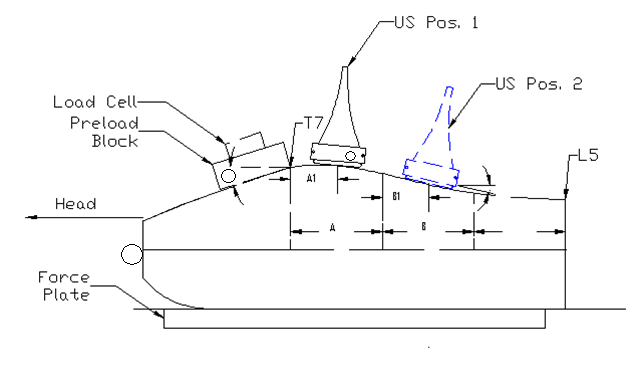 US Pos. 1
US Pos. 2
Load Cell
Preload
Block
T7
L5
A1
B1
Head
A
B
Force
Plate